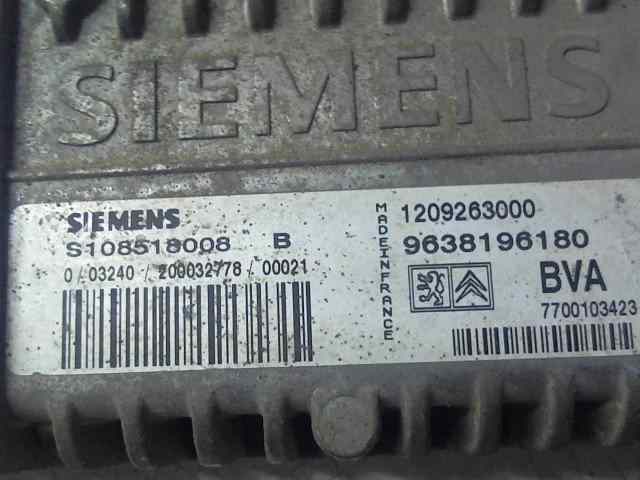 SIEMENS
SIEMENS
S108518008 B
0 / 03240 / 200032778 / 00021
MADE IN FRANCE
1209263000
9638196180
BVA
7700103423